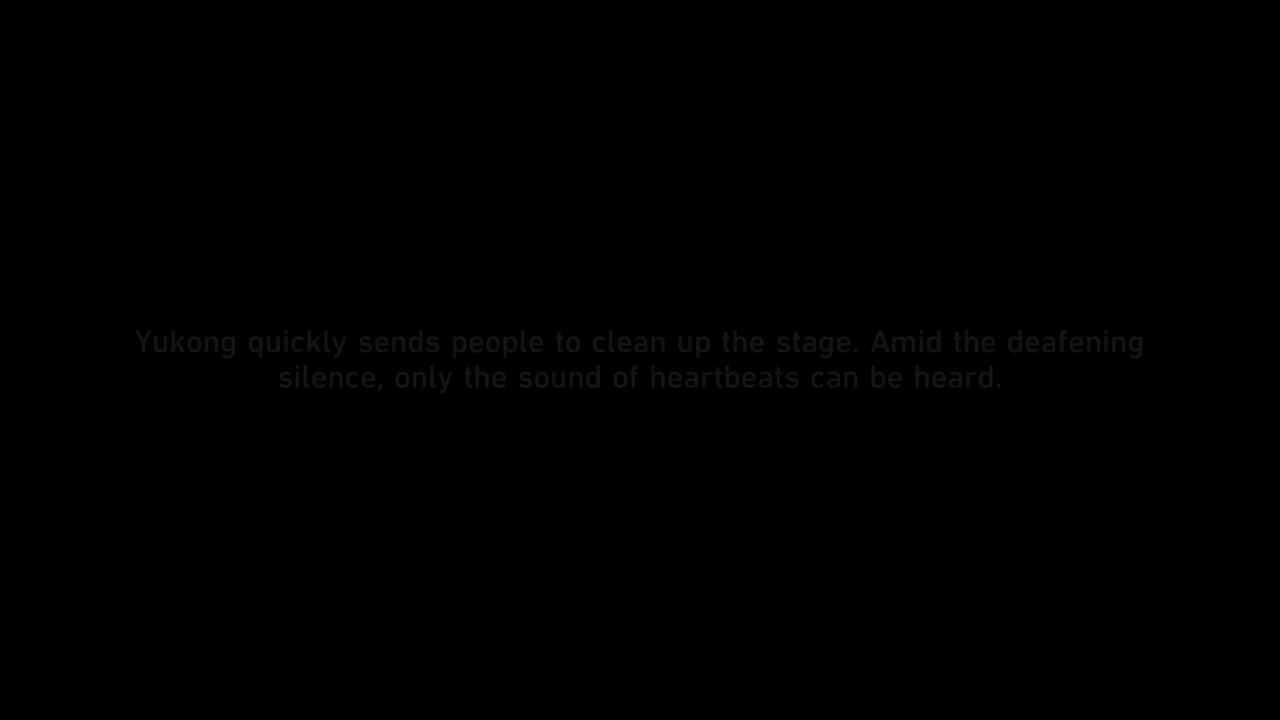 Yukong quickly sends people to clean up the stage. Amid the deafening
silence, only the sound of heartbeats can be heard.